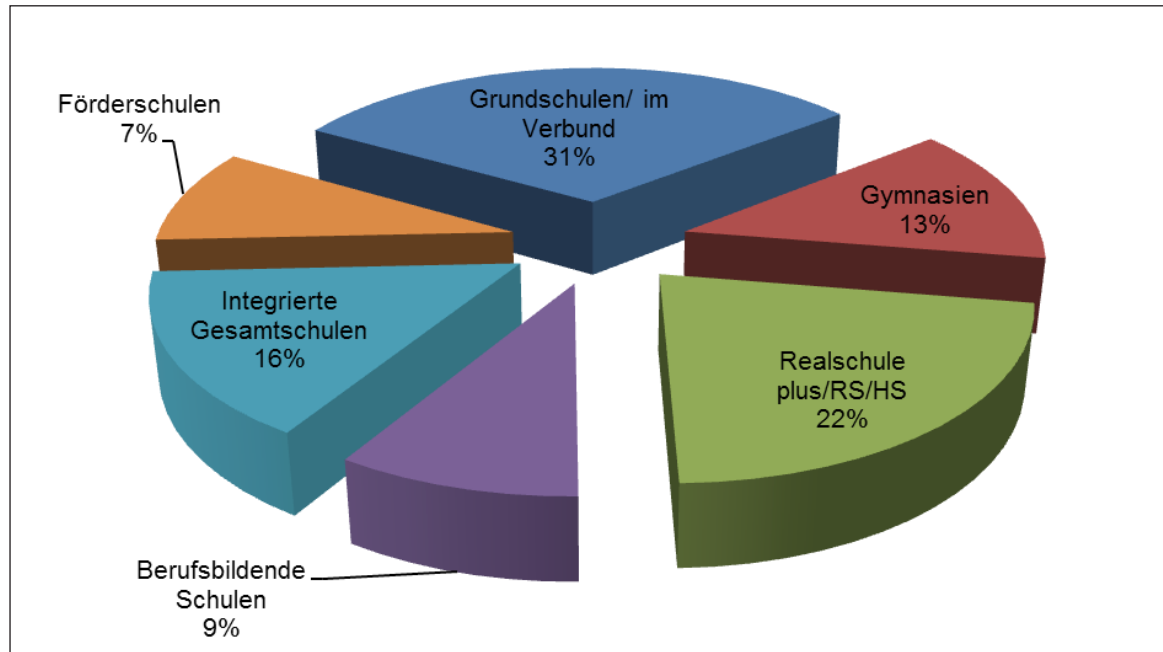 Grundschulen/ im
Verbund
31%
Gymnasien
13%
Realschule
plus/RS/HS
22%
Berufsbildende
Schulen
9%
Integrierte
Gesamtschulen
16%
Förderschulen
7%